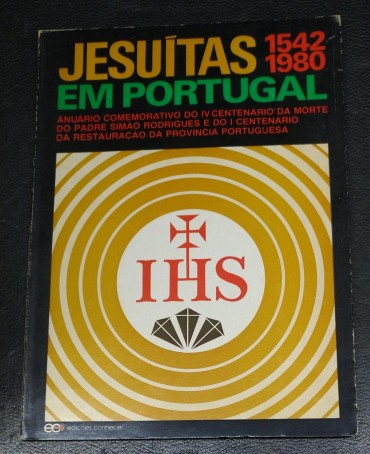 JESUÍTAS 1542
1980
EM PORTUGAL
ANUÁRIO COMEMORATIVO DO IV CENTENÁRIO DA MORTE
DO PADRE SIMÃO RODRIGUES E DO I CENTENÁRIO
DA RESTAURAÇÃO DA PROVÍNCIA PORTUGUESA
IHS
edições conhecer